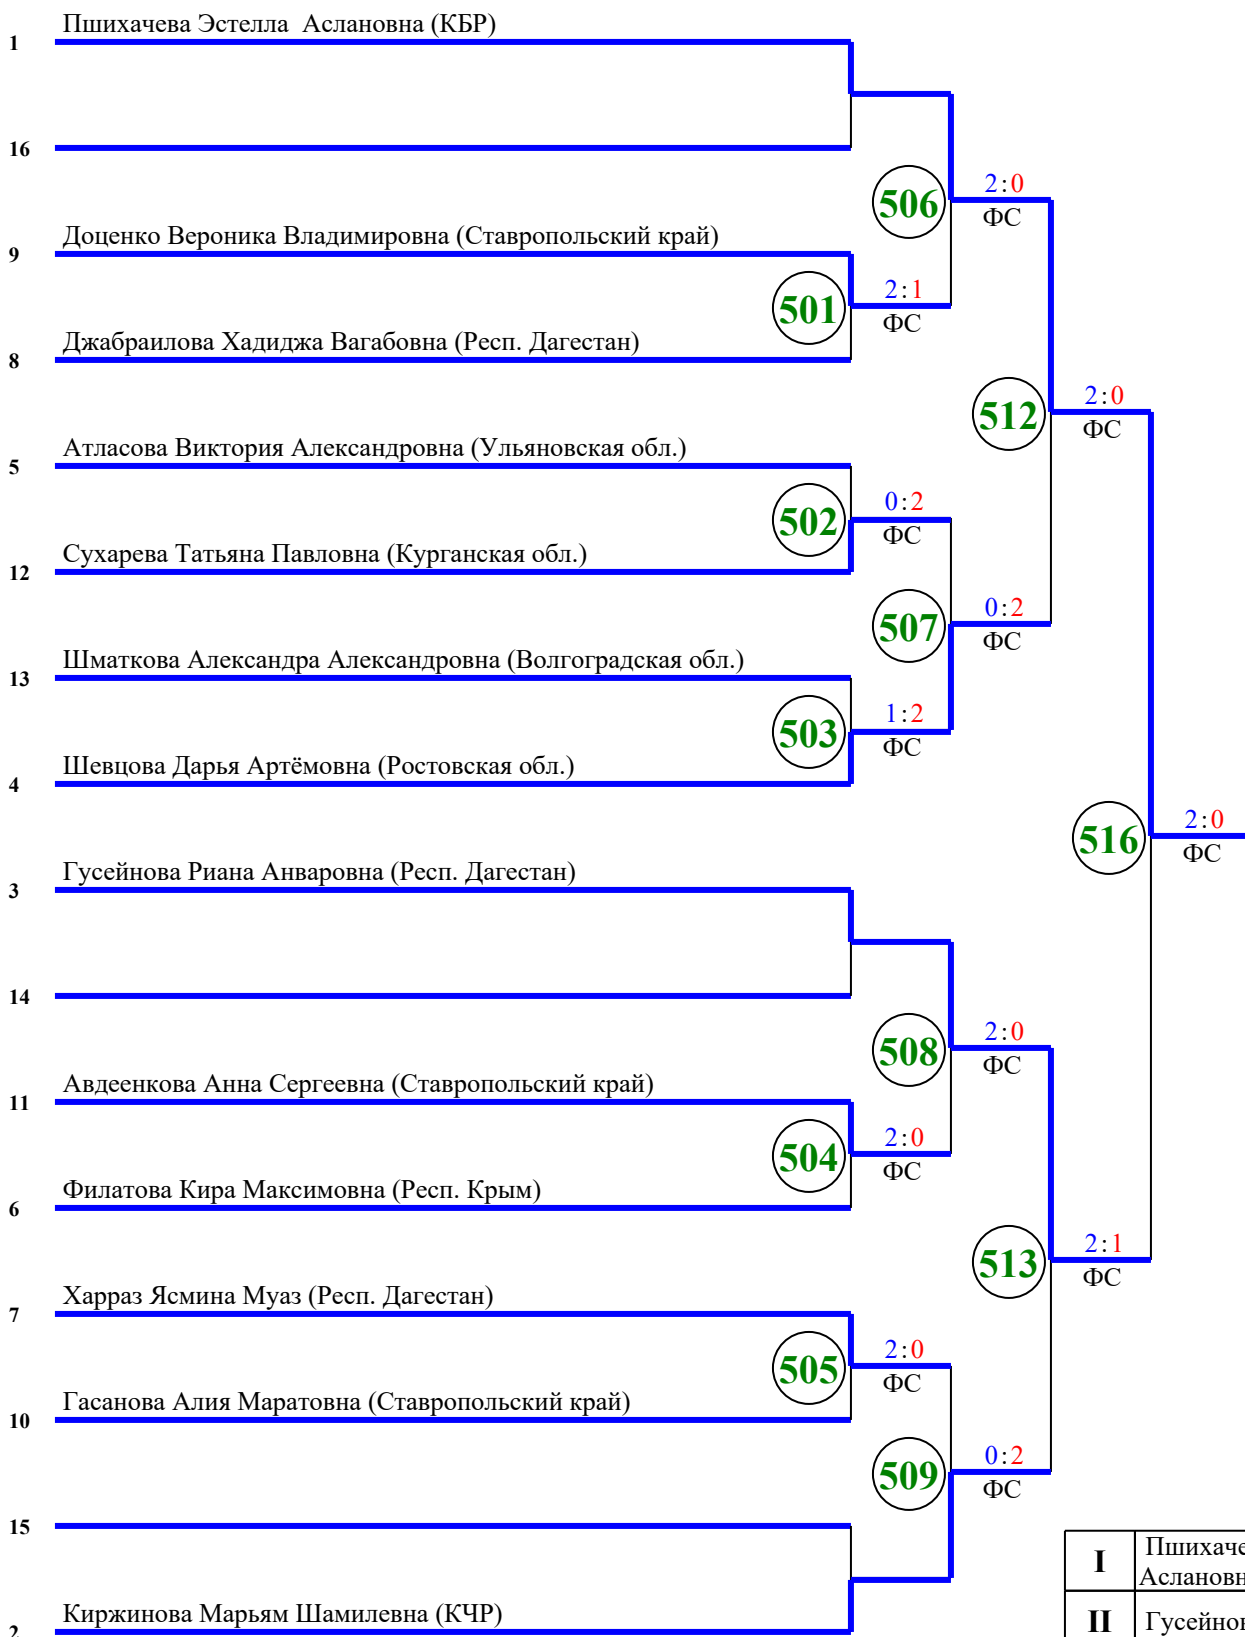 Пшихачева Эстелла  Аслановна (КБР)
1
16
506
2:0
ФС
Доценко Вероника Владимировна (Ставропольский край)
9
501
2:1
ФС
Джабраилова Хадиджа Вагабовна (Респ. Дагестан)
8
512
2:0
ФС
Атласова Виктория Александровна (Ульяновская обл.)
5
502
0:2
ФС
Сухарева Татьяна Павловна (Курганская обл.)
12
507
0:2
ФС
Шматкова Александра Александровна (Волгоградская обл.)
13
503
1:2
ФС
Шевцова Дарья Артёмовна (Ростовская обл.)
4
516
2:0
ФС
Гусейнова Риана Анваровна (Респ. Дагестан)
3
14
508
2:0
ФС
Авдеенкова Анна Сергеевна (Ставропольский край)
11
504
2:0
ФС
Филатова Кира Максимовна (Респ. Крым)
6
513
2:1
ФС
Харраз Ясмина Муаз (Респ. Дагестан)
7
505
2:0
ФС
Гасанова Алия Маратовна (Ставропольский край)
10
509
0:2
ФС
15
Киржинова Марьям Шамилевна (КЧР)
2
I
Пшихаче
Аслановн
II
Гусейнов